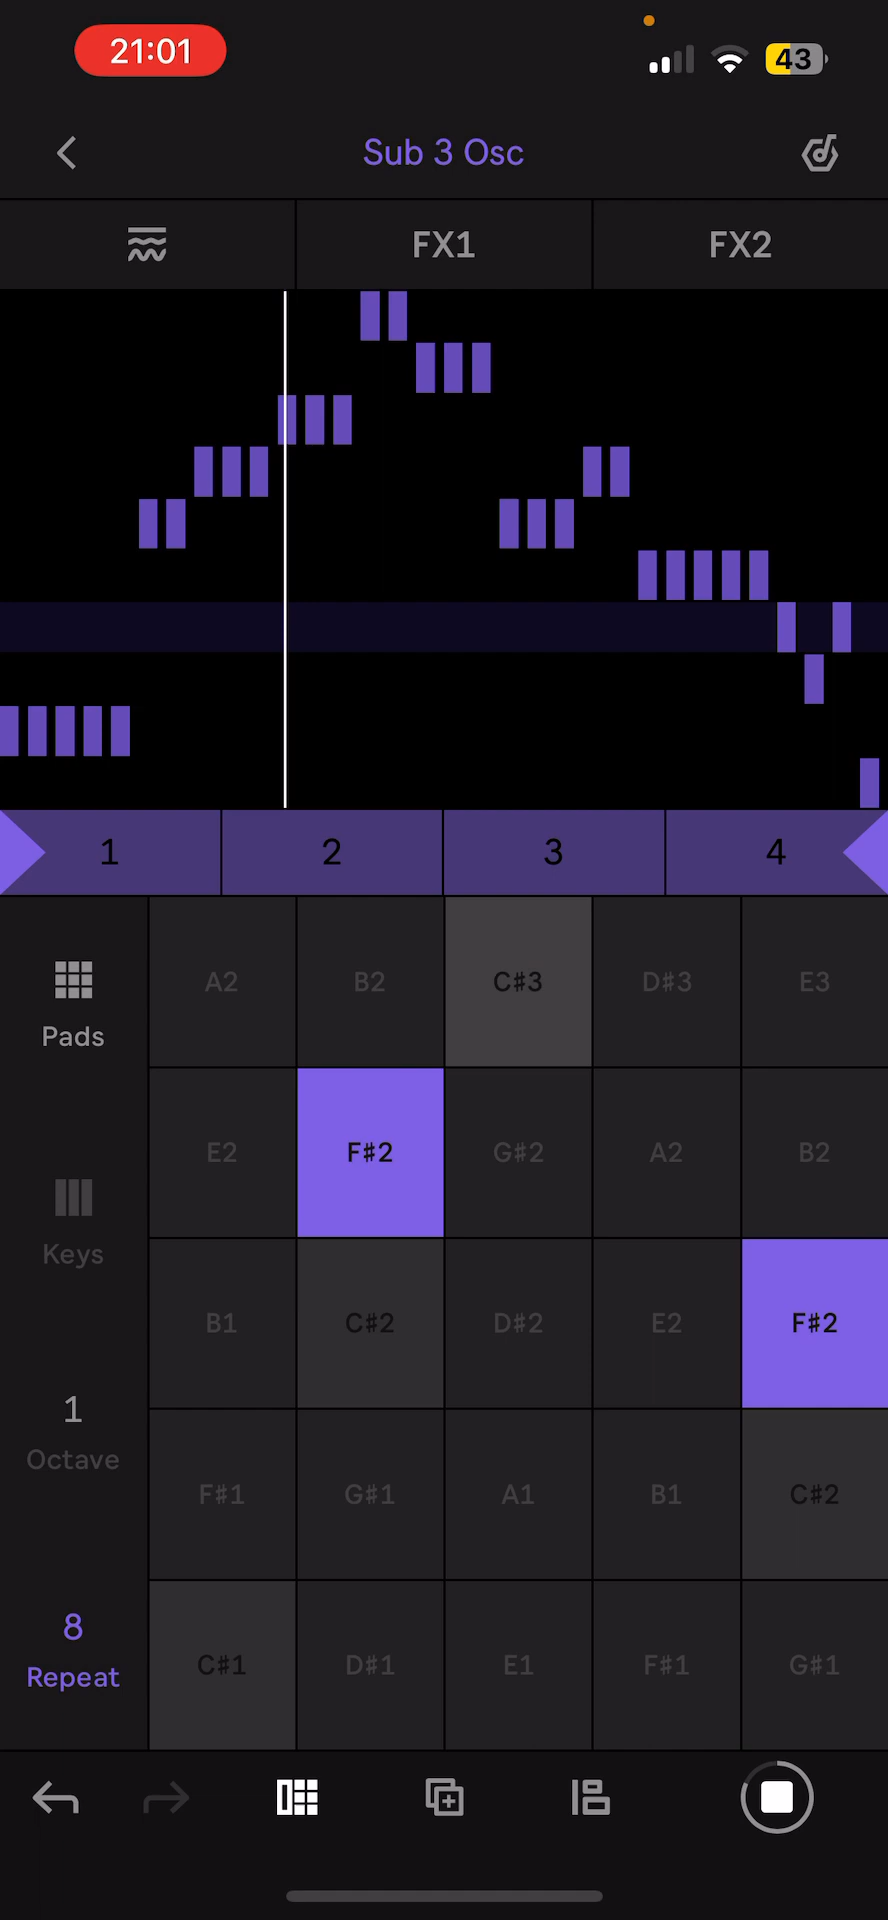 21:01
43
Sub 3 Osc
FX1 FX2
1 2 3 4
A2 B2 C♯3 D♯3 E3
Pads
E2 F♯2 G♯2 A2 B2
Keys
B1 C♯2 D♯2 E2 F♯2
1
Octave
F♯1 G♯1 A1 B1 C♯2
8
Repeat
C♯1 D♯1 E1 F♯1 G♯1